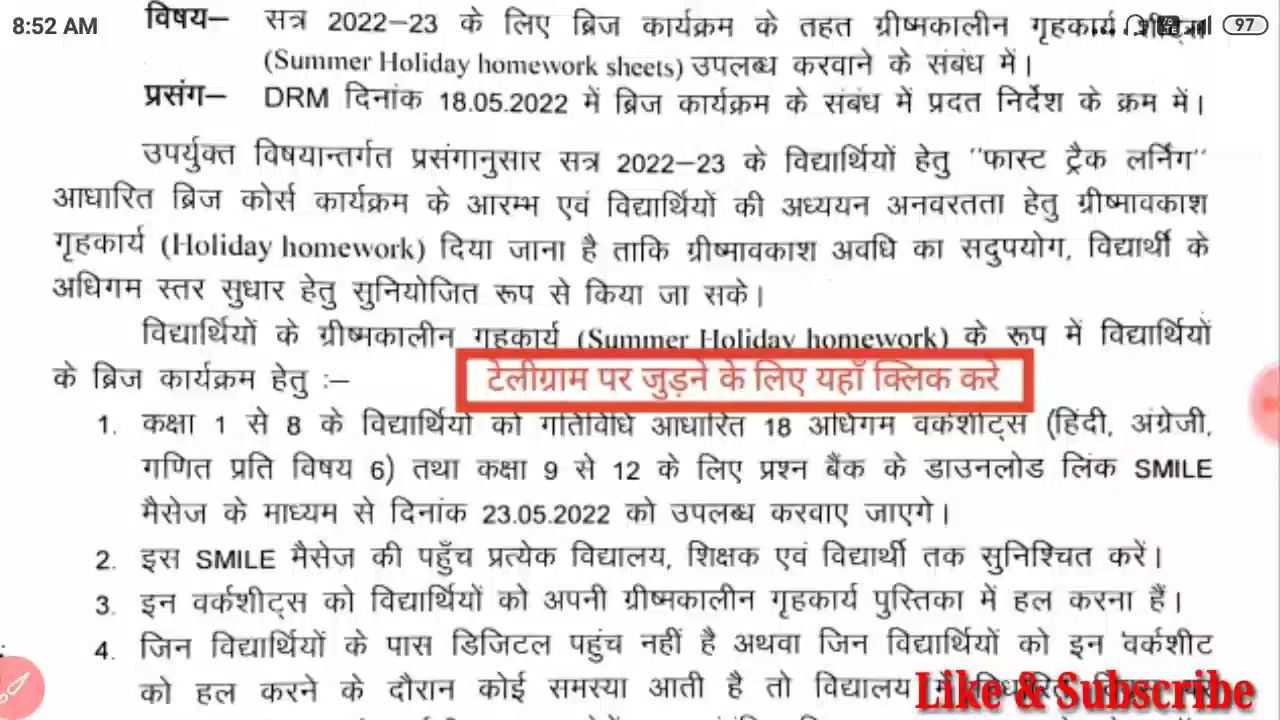 8:52 AM
97
विषय– सत्र 2022–23 के लिए ब्रिज कार्यक्रम के तहत ग्रीष्मकालीन गृहकार्य
(Summer Holiday homework sheets) उपलब्ध करवाने के संबंध में।
प्रसंग– DRM दिनांक 18.05.2022 में ब्रिज कार्यक्रम के संबंध में प्रदत निर्देश के क्रम में।
उपर्युक्त विषयान्तर्गत प्रसंगानुसार सत्र 2022–23 के विद्यार्थियों हेतु "फास्ट ट्रैक लर्निंग"
आधारित ब्रिज कोर्स कार्यक्रम के आरम्भ एवं विद्यार्थियों की अध्ययन अनवरतता हेतु ग्रीष्मावकाश
गृहकार्य (Holiday homework) दिया जाना है ताकि ग्रीष्मावकाश अवधि का सदुपयोग, विद्यार्थी के
अधिगम स्तर सुधार हेतु सुनियोजित रूप से किया जा सके।
विद्यार्थियों के ग्रीष्मकालीन गृहकार्य (Summer Holiday homework) के रूप में विद्यार्थियों
के ब्रिज कार्यक्रम हेतु :–
टेलीग्राम पर जुड़ने के लिए यहाँ क्लिक करे
1. कक्षा 1 से 8 के विद्यार्थियों को गतिविधि आधारित 18 अधिगम वर्कशीट्स (हिंदी, अंग्रेजी,
गणित प्रति विषय 6) तथा कक्षा 9 से 12 के लिए प्रश्न बैंक के डाउनलोड लिंक SMILE
मैसेज के माध्यम से दिनांक 23.05.2022 को उपलब्ध करवाए जाएगे।
2. इस SMILE मैसेज की पहुँच प्रत्येक विद्यालय, शिक्षक एवं विद्यार्थी तक सुनिश्चित करें।
3. इन वर्कशीट्स को विद्यार्थियों को अपनी ग्रीष्मकालीन गृहकार्य पुस्तिका में हल करना हैं।
4. जिन विद्यार्थियों के पास डिजिटल पहुंच नहीं है अथवा जिन विद्यार्थियों को इन वर्कशीट
को हल करने के दौरान कोई समस्या आती है तो विद्यालय
Like & Subscribe